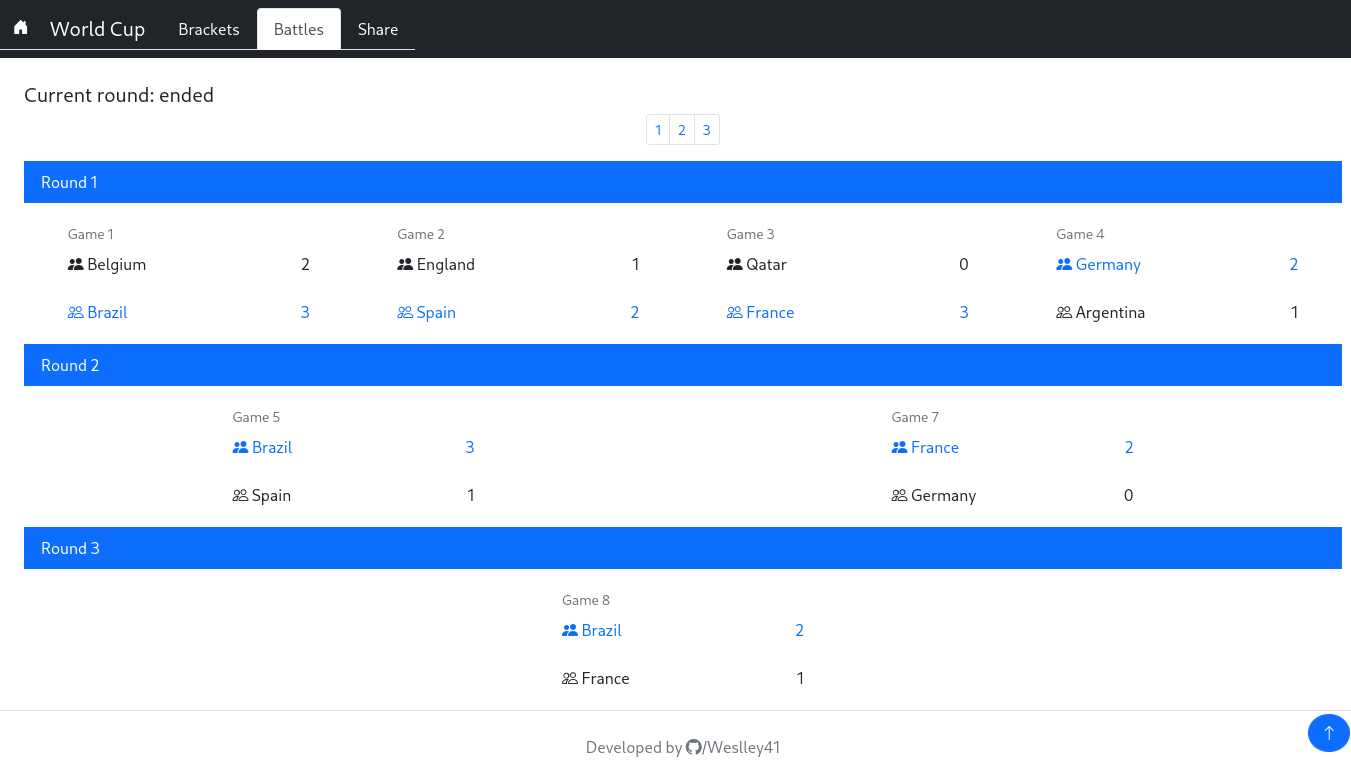 World Cup Brackets Battles Share
Current round: ended
1 2 3
Round 1
Game 1 Game 2 Game 3 Game 4
Belgium 2 England 1 Qatar 0 Germany 2
Brazil 3 Spain 2 France 3 Argentina 1
Round 2
Game 5 Game 7
Brazil 3 France 2
Spain 1 Germany 0
Round 3
Game 8
Brazil 2
France 1
Developed by /Weslley41